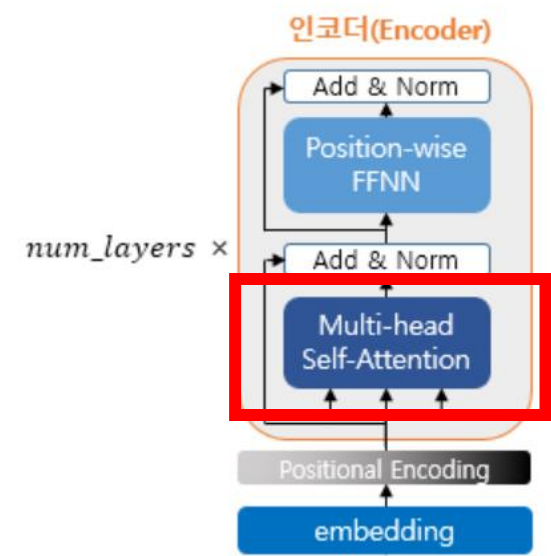 인코더(Encoder)
Add & Norm
Position-wise
FFNN
num_layers ×
Add & Norm
Multi-head
Self-Attention
Positional Encoding
embedding